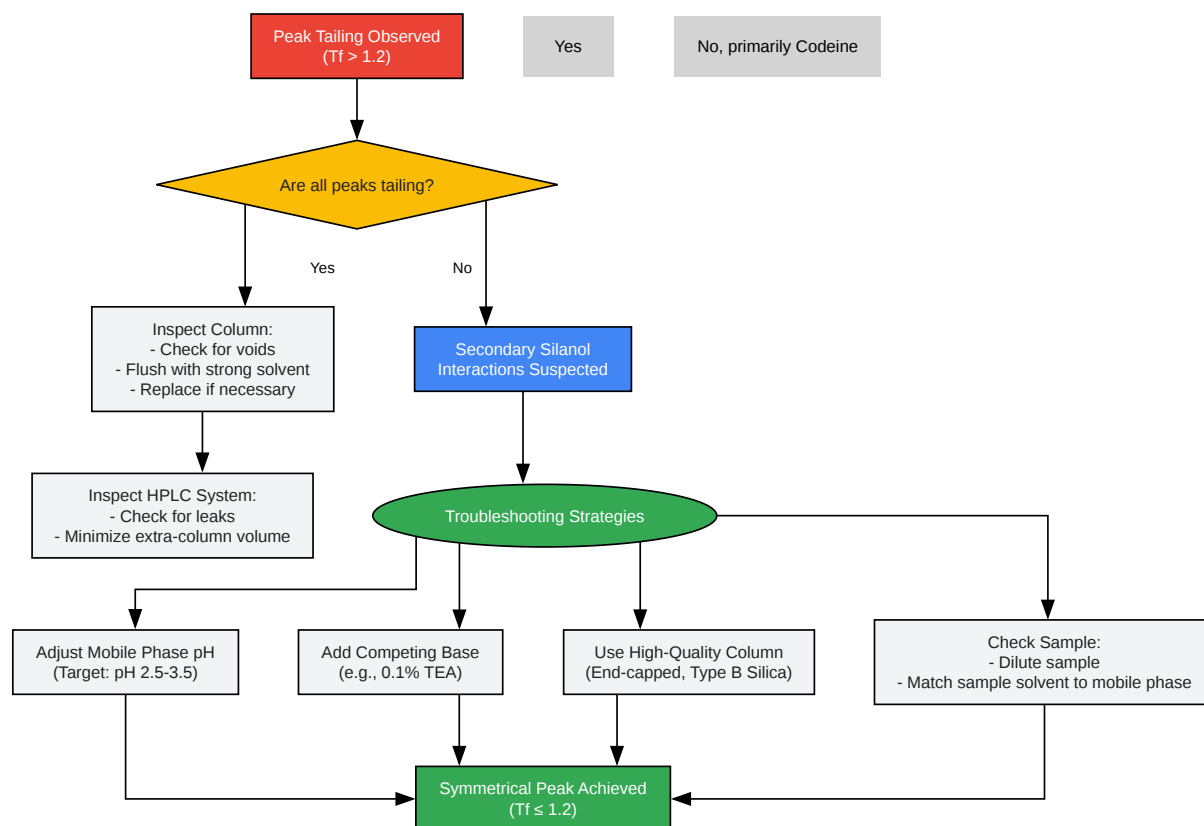 Peak Tailing Observed
(Tf > 1.2)
Yes
No, primarily Codeine
Are all peaks tailing?
Yes
No
Inspect Column:
- Check for voids
- Flush with strong solvent
- Replace if necessary
Secondary Silanol
Interactions Suspected
Inspect HPLC System:
- Check for leaks
- Minimize extra-column volume
Troubleshooting Strategies
Adjust Mobile Phase pH
(Target: pH 2.5-3.5)
Add Competing Base
(e.g., 0.1% TEA)
Use High-Quality Column
(End-capped, Type B Silica)
Check Sample:
- Dilute sample
- Match sample solvent to mobile phase
Symmetrical Peak Achieved
(Tf ≤ 1.2)